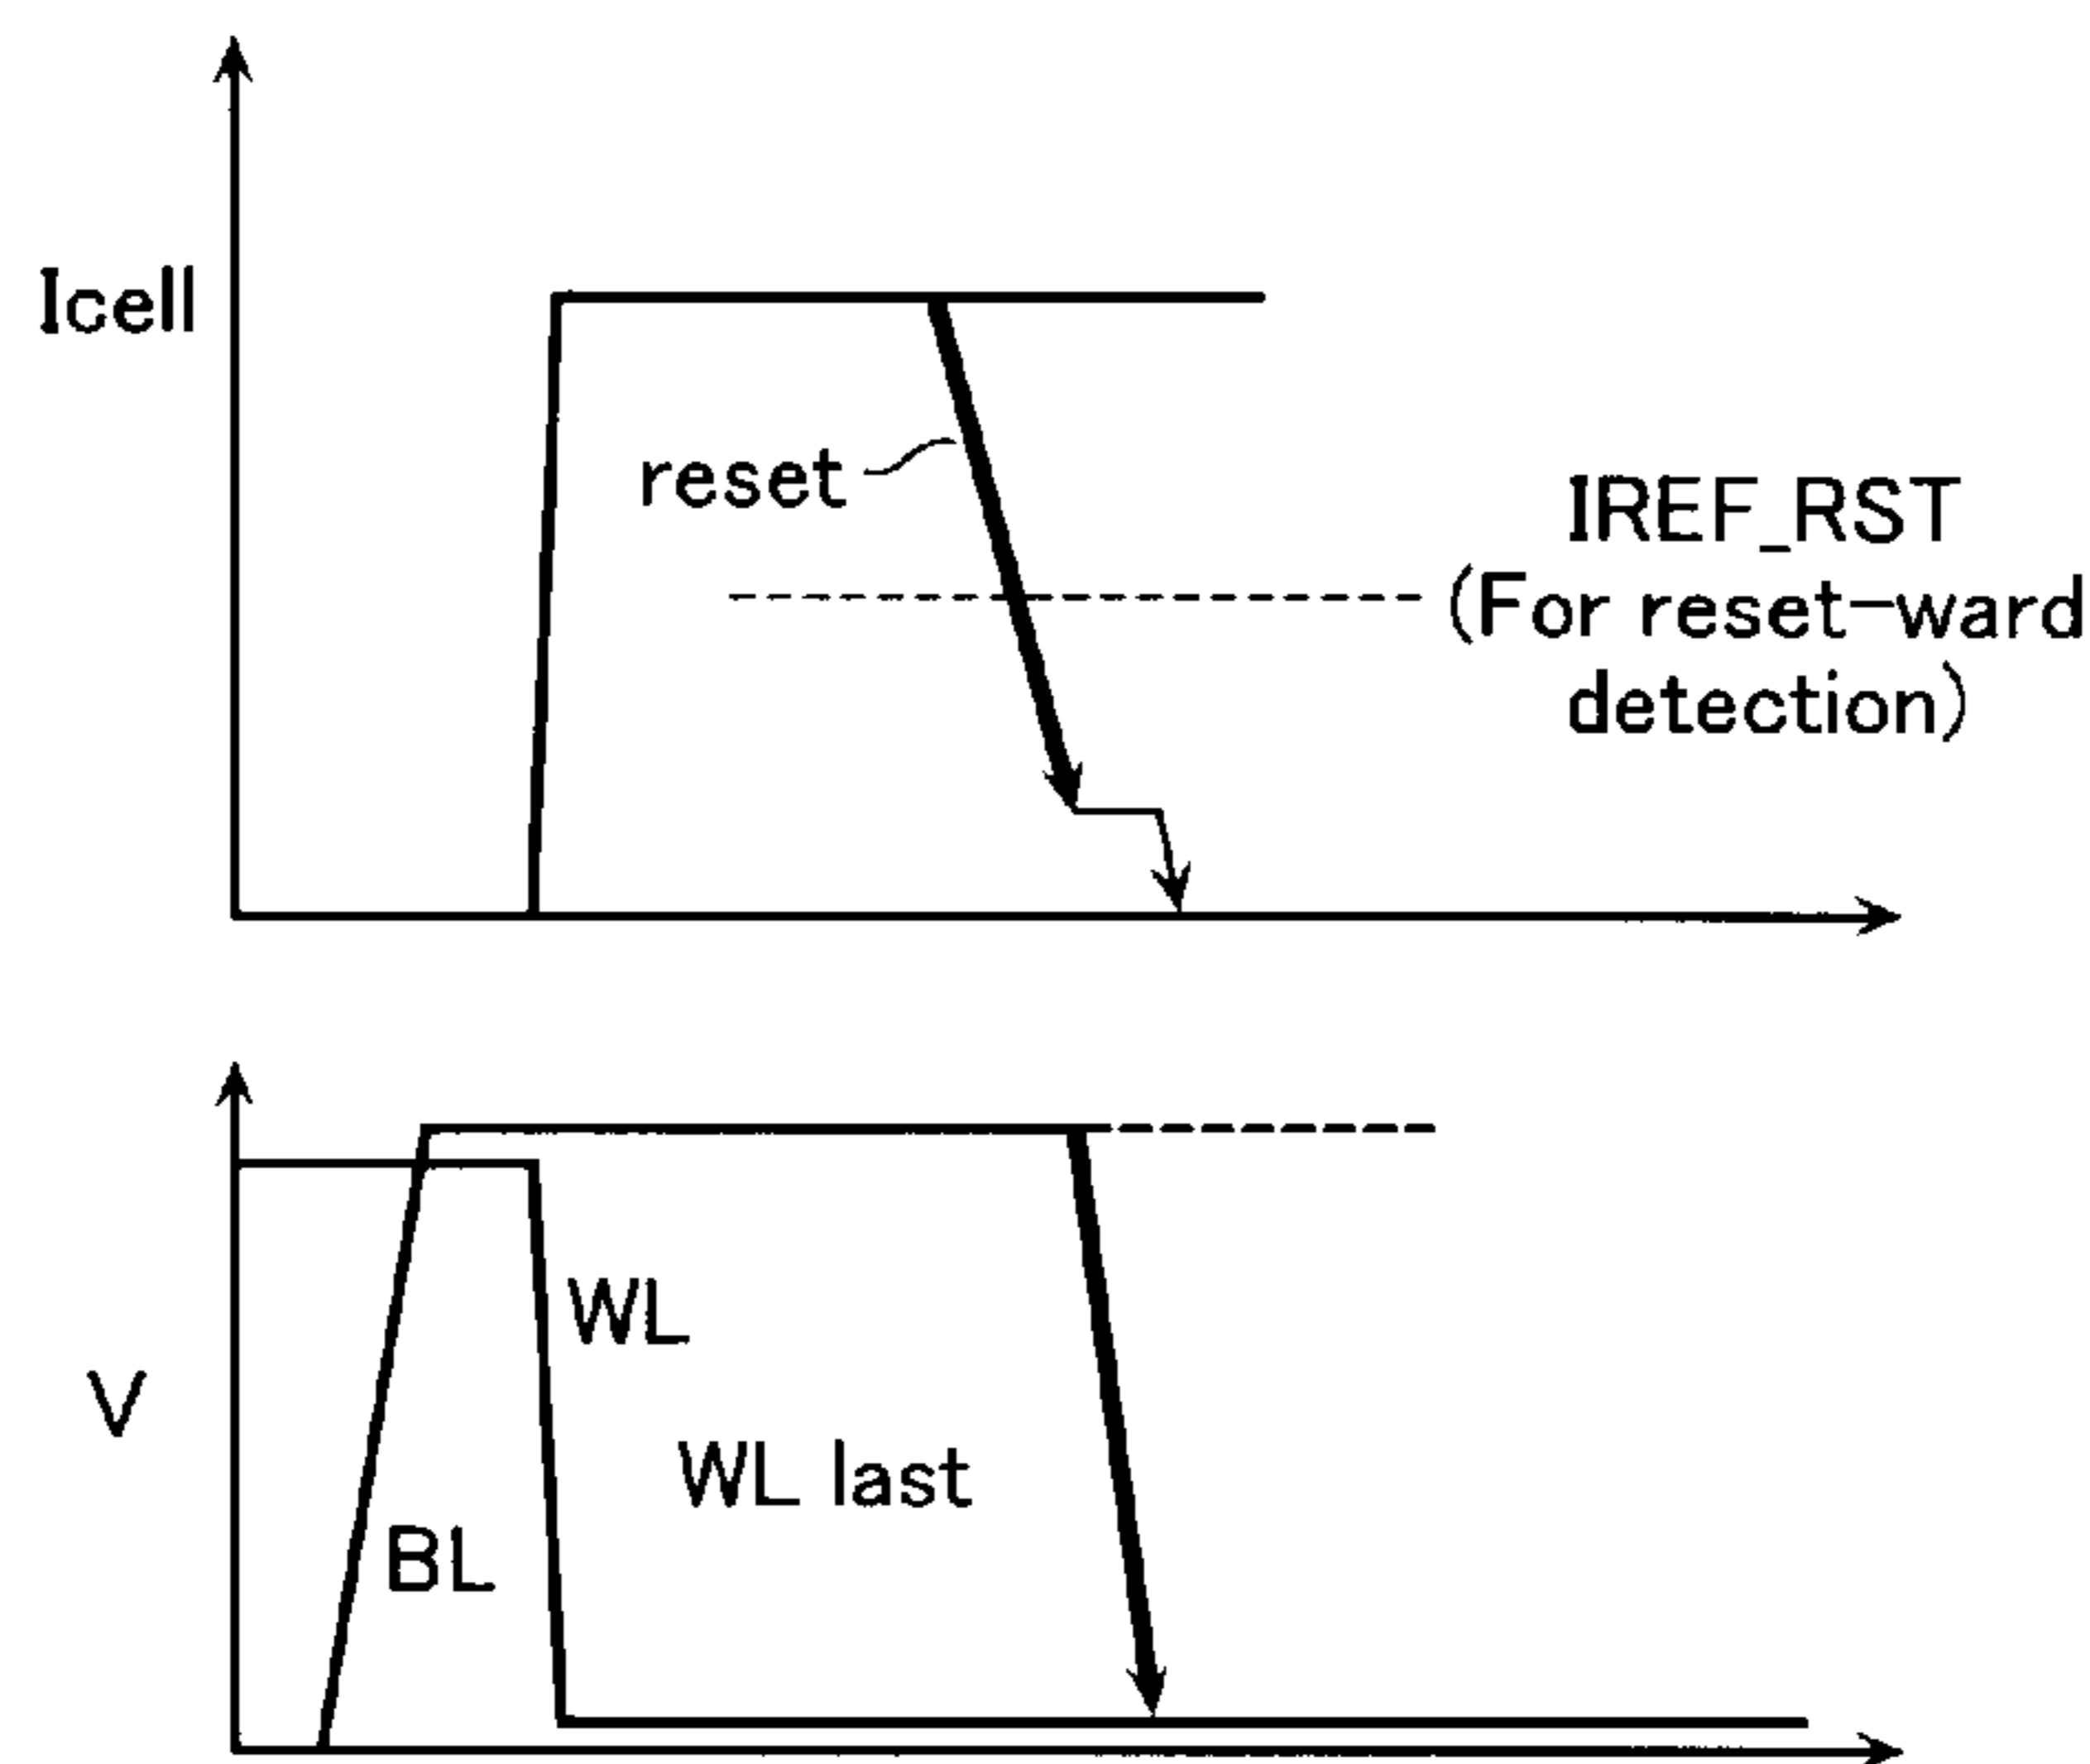 Icell
reset
IREF_RST
(For reset-ward
detection)
WL
V
WL last
BL